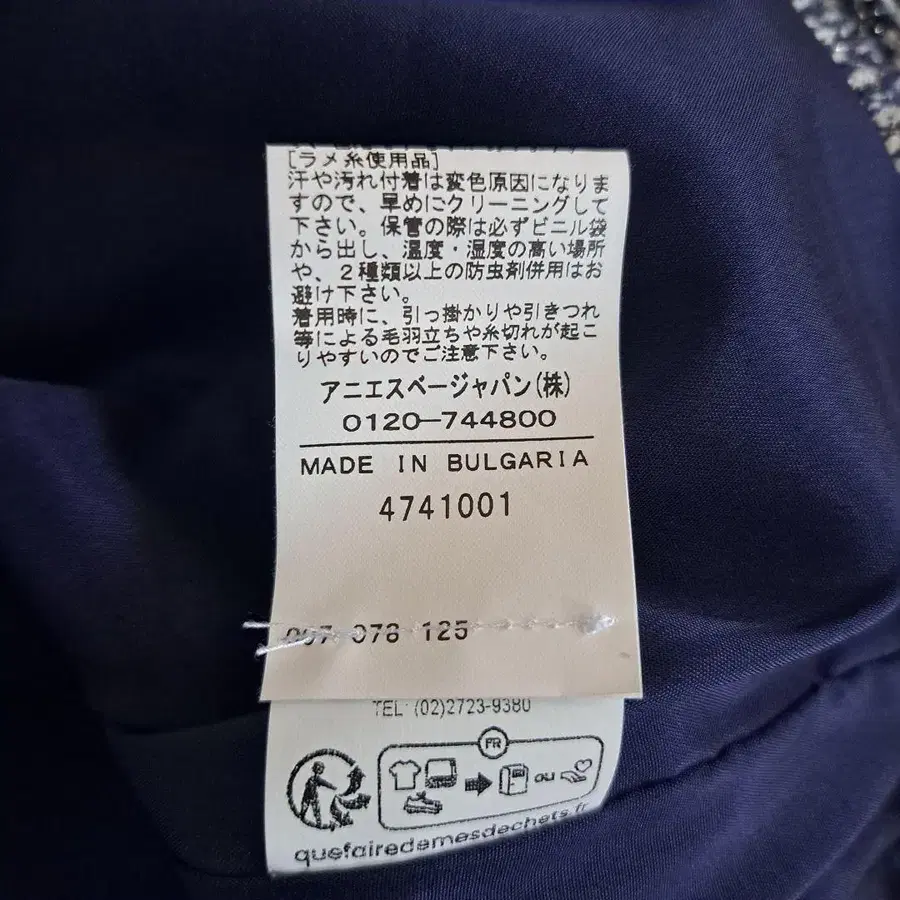 [ラメ糸使用品]
汗や汚れ付着は変色原因になりま
すので、早めにクリーニングして
下さい。保管の際は必ずビニル袋
から出し、温度・湿度の高い場所
や、2種類以上の防虫剤併用はお
避け下さい。
着用時に、引っ掛かりや引きつれ
等による毛羽立ちや糸切れが起こ
りやすいのでご注意下さい。
アニエスベージャパン(株)
0120-744800
MADE IN BULGARIA
4741001
078 125
TEL: (02)2723-9380
FR
OU
quefairedemesdechets.fr